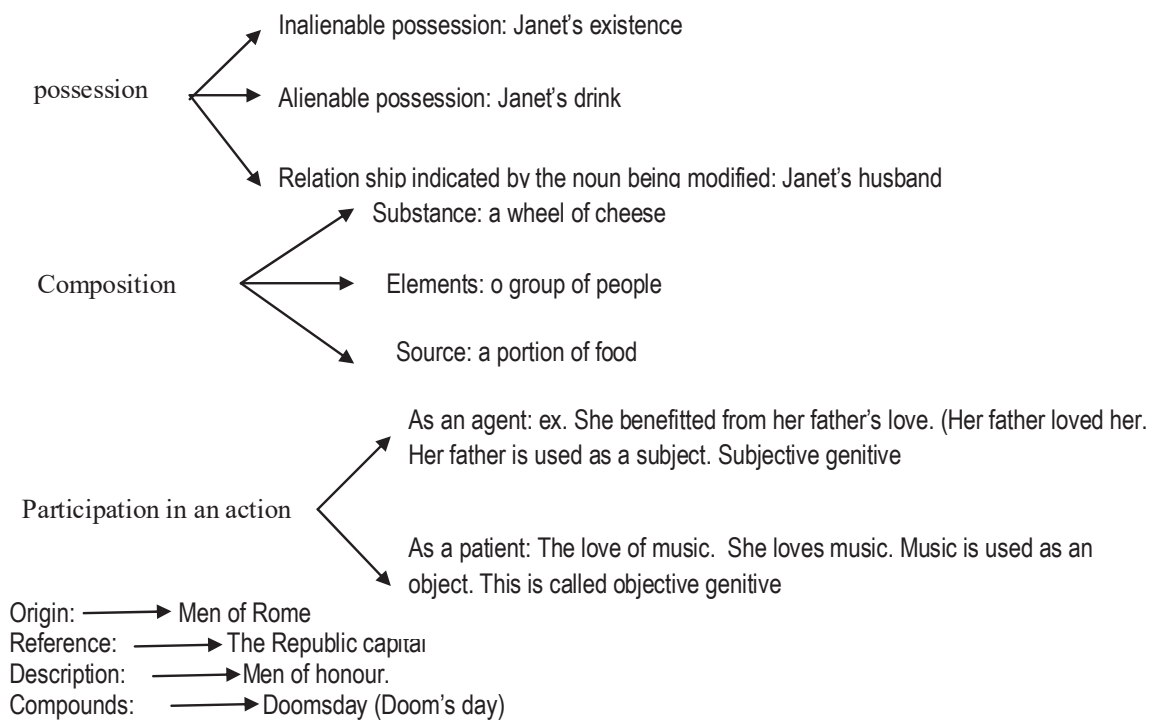 Inalienable possession: Janet's existence
possession
Alienable possession: Janet's drink
Relation ship indicated by the noun being modified: Janet's husband
Substance: a wheel of cheese
Composition
Elements: o group of people
Source: a portion of food
As an agent: ex. She benefitted from her father's love. (Her father loved her.
Her father is used as a subject. Subjective genitive
Participation in an action
As a patient: The love of music. She loves music. Music is used as an
object. This is called objective genitive
Origin: Men of Rome
Reference: The Republic capital
Description: Men of honour.
Compounds: Doomsday (Doom's day)